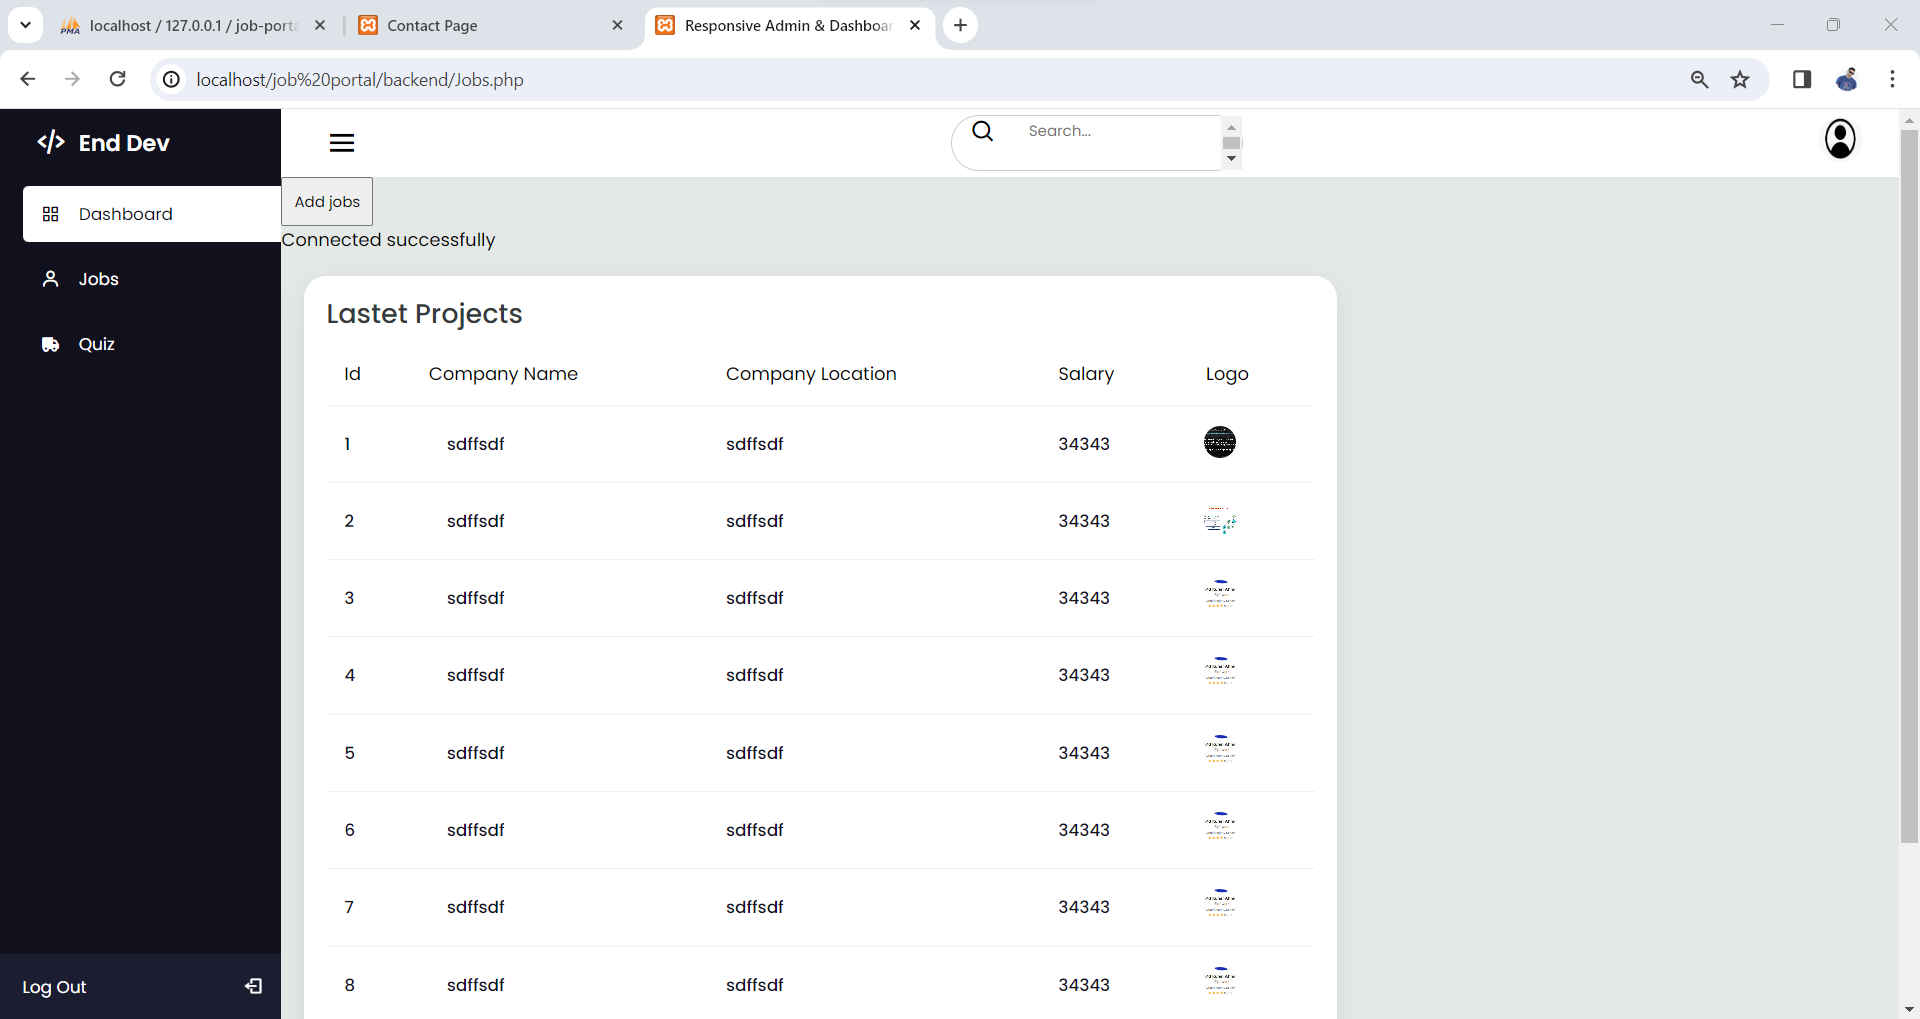 localhost / 127.0.0.1 / job-porta
Contact Page
Responsive Admin & Dashboar
localhost/job%20portal/backend/Jobs.php
End Dev
Search...
Dashboard
Add jobs
Connected successfully
Jobs
Quiz
Lastet Projects
Id Company Name Company Location Salary Logo
1 sdffsdf sdffsdf 34343
2 sdffsdf sdffsdf 34343
3 sdffsdf sdffsdf 34343
4 sdffsdf sdffsdf 34343
5 sdffsdf sdffsdf 34343
6 sdffsdf sdffsdf 34343
7 sdffsdf sdffsdf 34343
8 sdffsdf sdffsdf 34343
Log Out